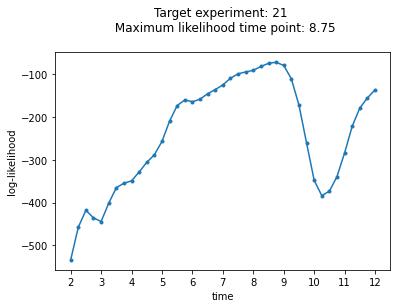 Target experiment: 21
Maximum likelihood time point: 8.75
log-likelihood
−100
−200
−300
−400
−500
2 3 4 5 6 7 8 9 10 11 12
time